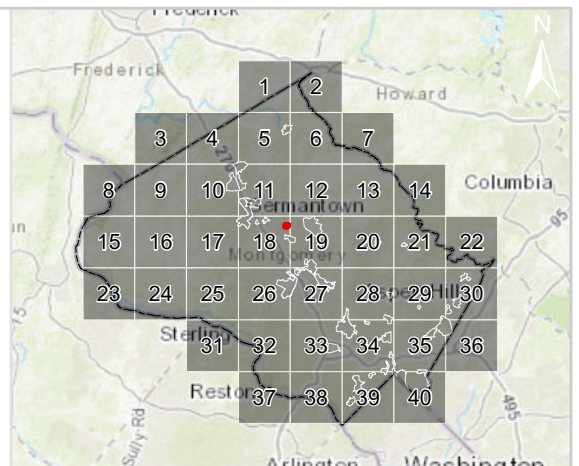 Frederick
N
Frederick
1 2
Howard
3 4 5 6 7
270
8 9 10 11 12 13 14
Columbia
Germantown
95
15 16 17 18 19 20 21 22
Montgomery
23 24 25 26 27 28 29 30
Aspen Hill
15
Sterling
31 32 33 34 35 36
Reston
37 38 39 40
495
Sully Rd
Arlington
Washington